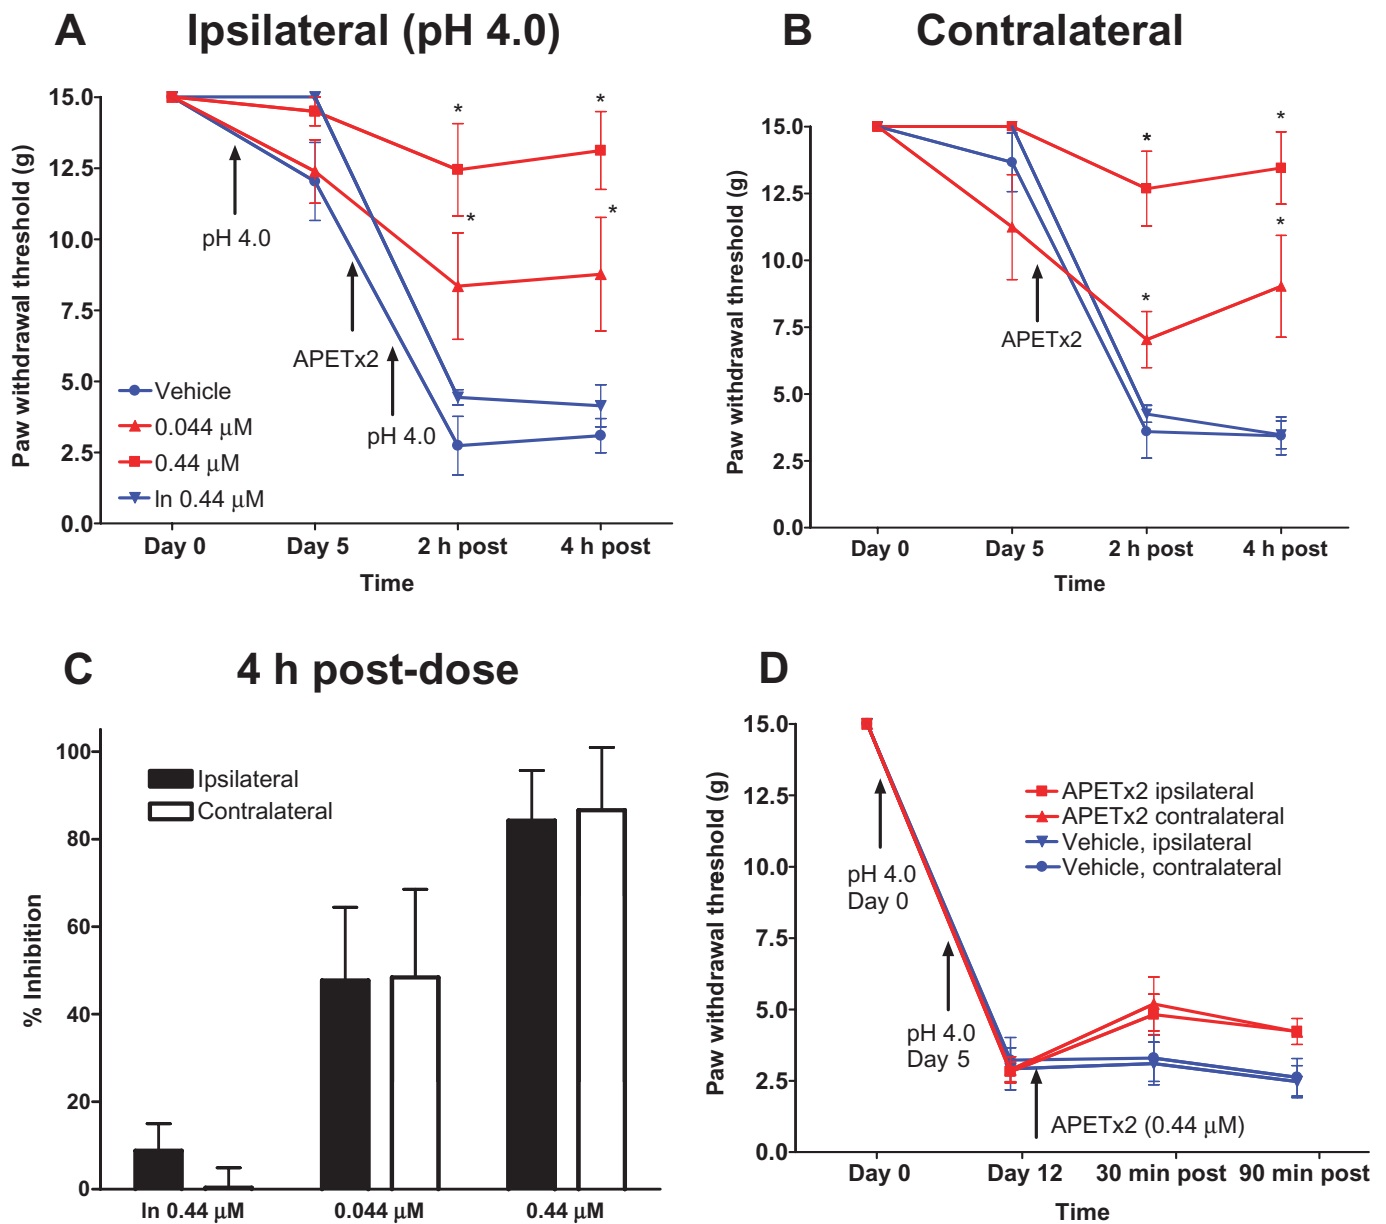 A
Ipsilateral (pH 4.0)
Paw withdrawal threshold (g)
15.0
12.5
10.0
7.5
5.0
2.5
0.0
*
*
*
*
pH 4.0
APETx2
pH 4.0
Vehicle
0.044 μM
0.44 μM
In 0.44 μM
Day 0
Day 5
2 h post
4 h post
Time
B
Contralateral
Paw withdrawal threshold (g)
15.0
12.5
10.0
7.5
5.0
2.5
0.0
*
*
*
*
APETx2
Day 0
Day 5
2 h post
4 h post
Time
C
4 h post-dose
% Inhibition
100
80
60
40
20
0
Ipsilateral
Contralateral
In 0.44 μM
0.044 μM
0.44 μM
D
Paw withdrawal threshold (g)
15.0
12.5
10.0
7.5
5.0
2.5
0.0
APETx2 ipsilateral
APETx2 contralateral
Vehicle, ipsilateral
Vehicle, contralateral
pH 4.0
Day 0
pH 4.0
Day 5
APETx2 (0.44 μM)
Day 0
Day 12
30 min post
90 min post
Time